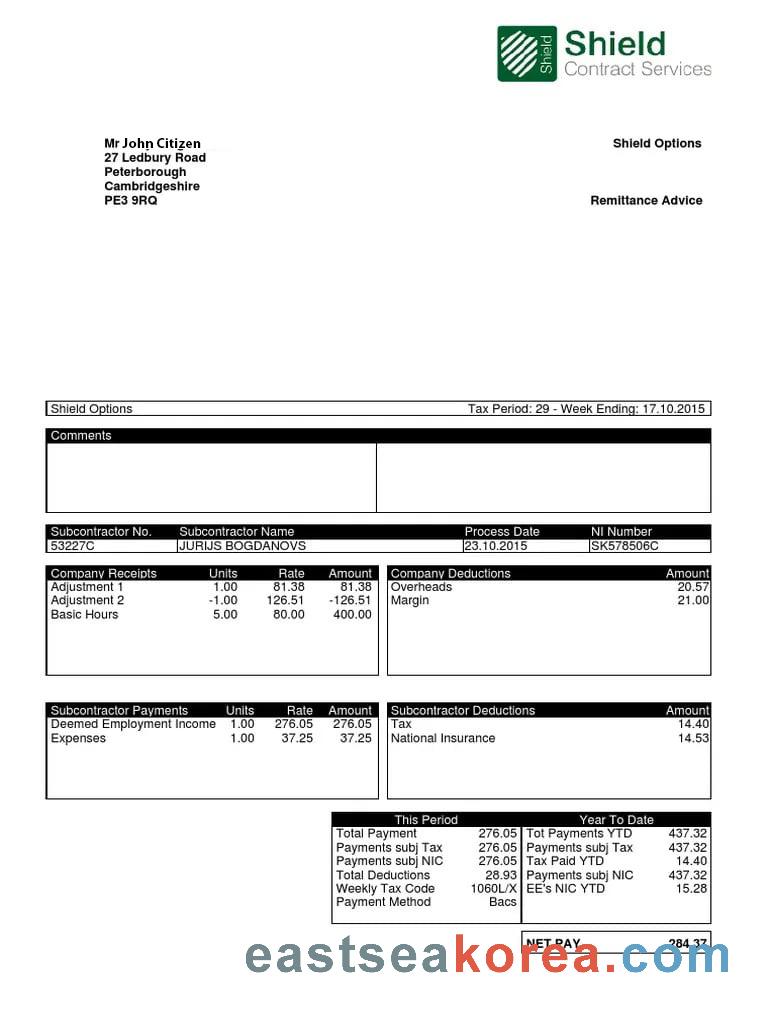 Shield
Shield
Contract Services
Mr John Citizen
Shield Options
27 Ledbury Road
Peterborough
Cambridgeshire
PE3 9RQ
Remittance Advice
Shield Options Tax Period: 29 - Week Ending: 17.10.2015
Comments
Subcontractor No. Subcontractor Name Process Date NI Number
53227C JURIJS BOGDANOVS 23.10.2015 SK578506C
Company Receipts Units Rate Amount
Adjustment 1 1.00 81.38 81.38
Adjustment 2 -1.00 126.51 -126.51
Basic Hours 5.00 80.00 400.00
Company Deductions Amount
Overheads 20.57
Margin 21.00
Subcontractor Payments Units Rate Amount
Deemed Employment Income 1.00 276.05 276.05
Expenses 1.00 37.25 37.25
Subcontractor Deductions Amount
Tax 14.40
National Insurance 14.53
This Period
Total Payment 276.05
Payments subj Tax 276.05
Payments subj NIC 276.05
Total Deductions 28.93
Weekly Tax Code 1060L/X
Payment Method Bacs
Year To Date
Tot Payments YTD 437.32
Payments subj Tax 437.32
Tax Paid YTD 14.40
Payments subj NIC 437.32
EE's NIC YTD 15.28
NET PAY 284.37
eastseakorea.com